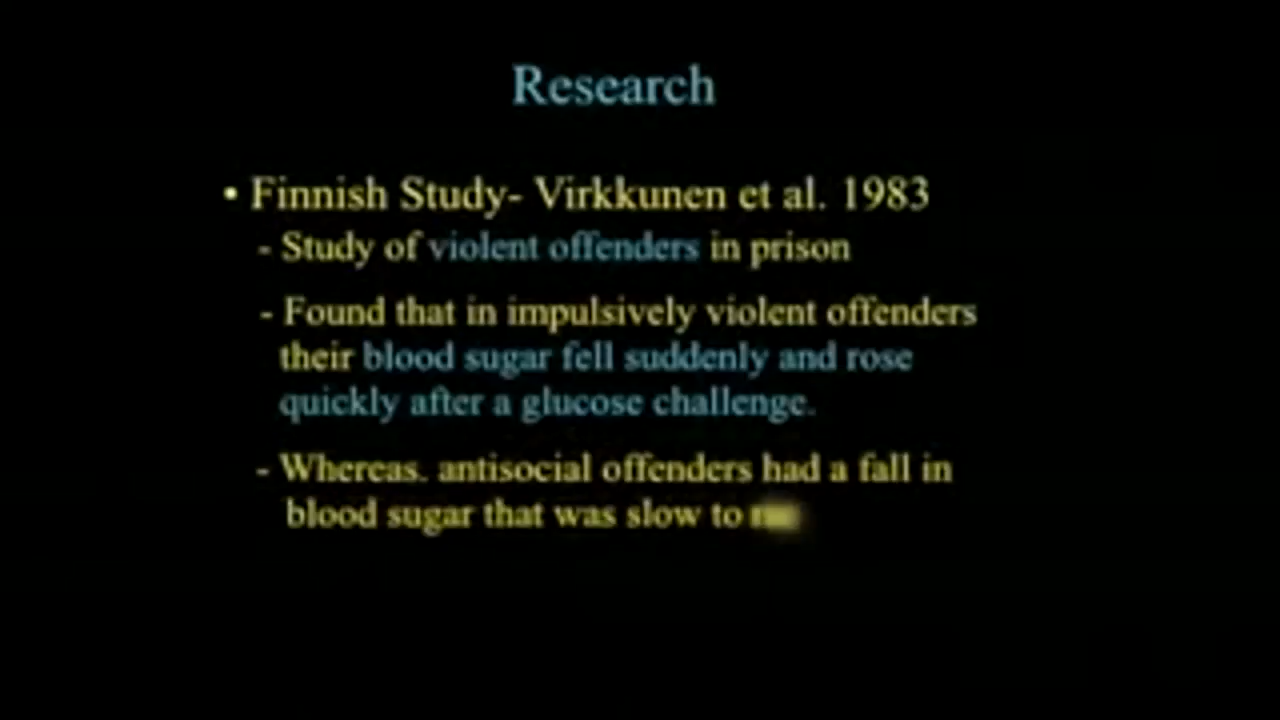 Research
• Finnish Study- Virkkunen et al. 1983
- Study of violent offenders in prison
- Found that in impulsively violent offenders
their blood sugar fell suddenly and rose
quickly after a glucose challenge.
- Whereas. antisocial offenders had a fall in
blood sugar that was slow to